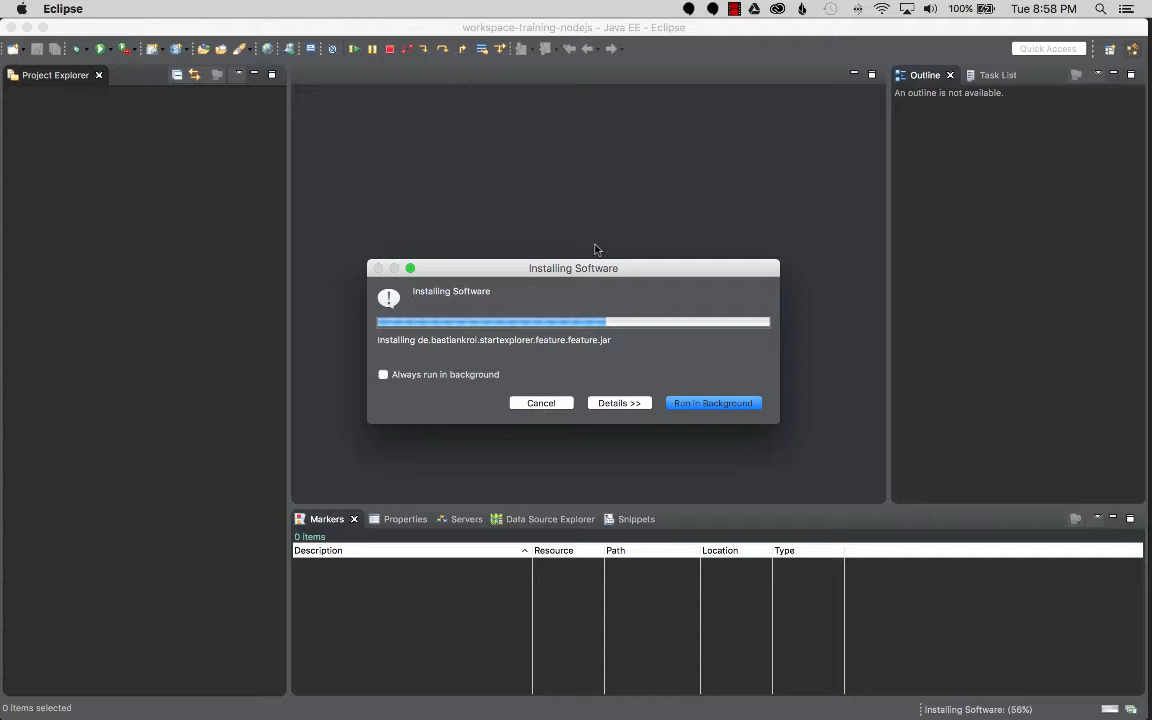 Eclipse
100%
Tue 8:58 PM
workspace-training-nodejs – Java EE – Eclipse
Quick Access
Project Explorer
Outline
Task List
An outline is not available.
Installing Software
Installing Software
Installing de.bastiankrol.startexplorer.feature.feature.jar
Always run in background
Cancel
Details >>
Run in Background
Markers
Properties
Servers
Data Source Explorer
Snippets
0 items
Description
Resource
Path
Location
Type
0 items selected
Installing Software: (56%)